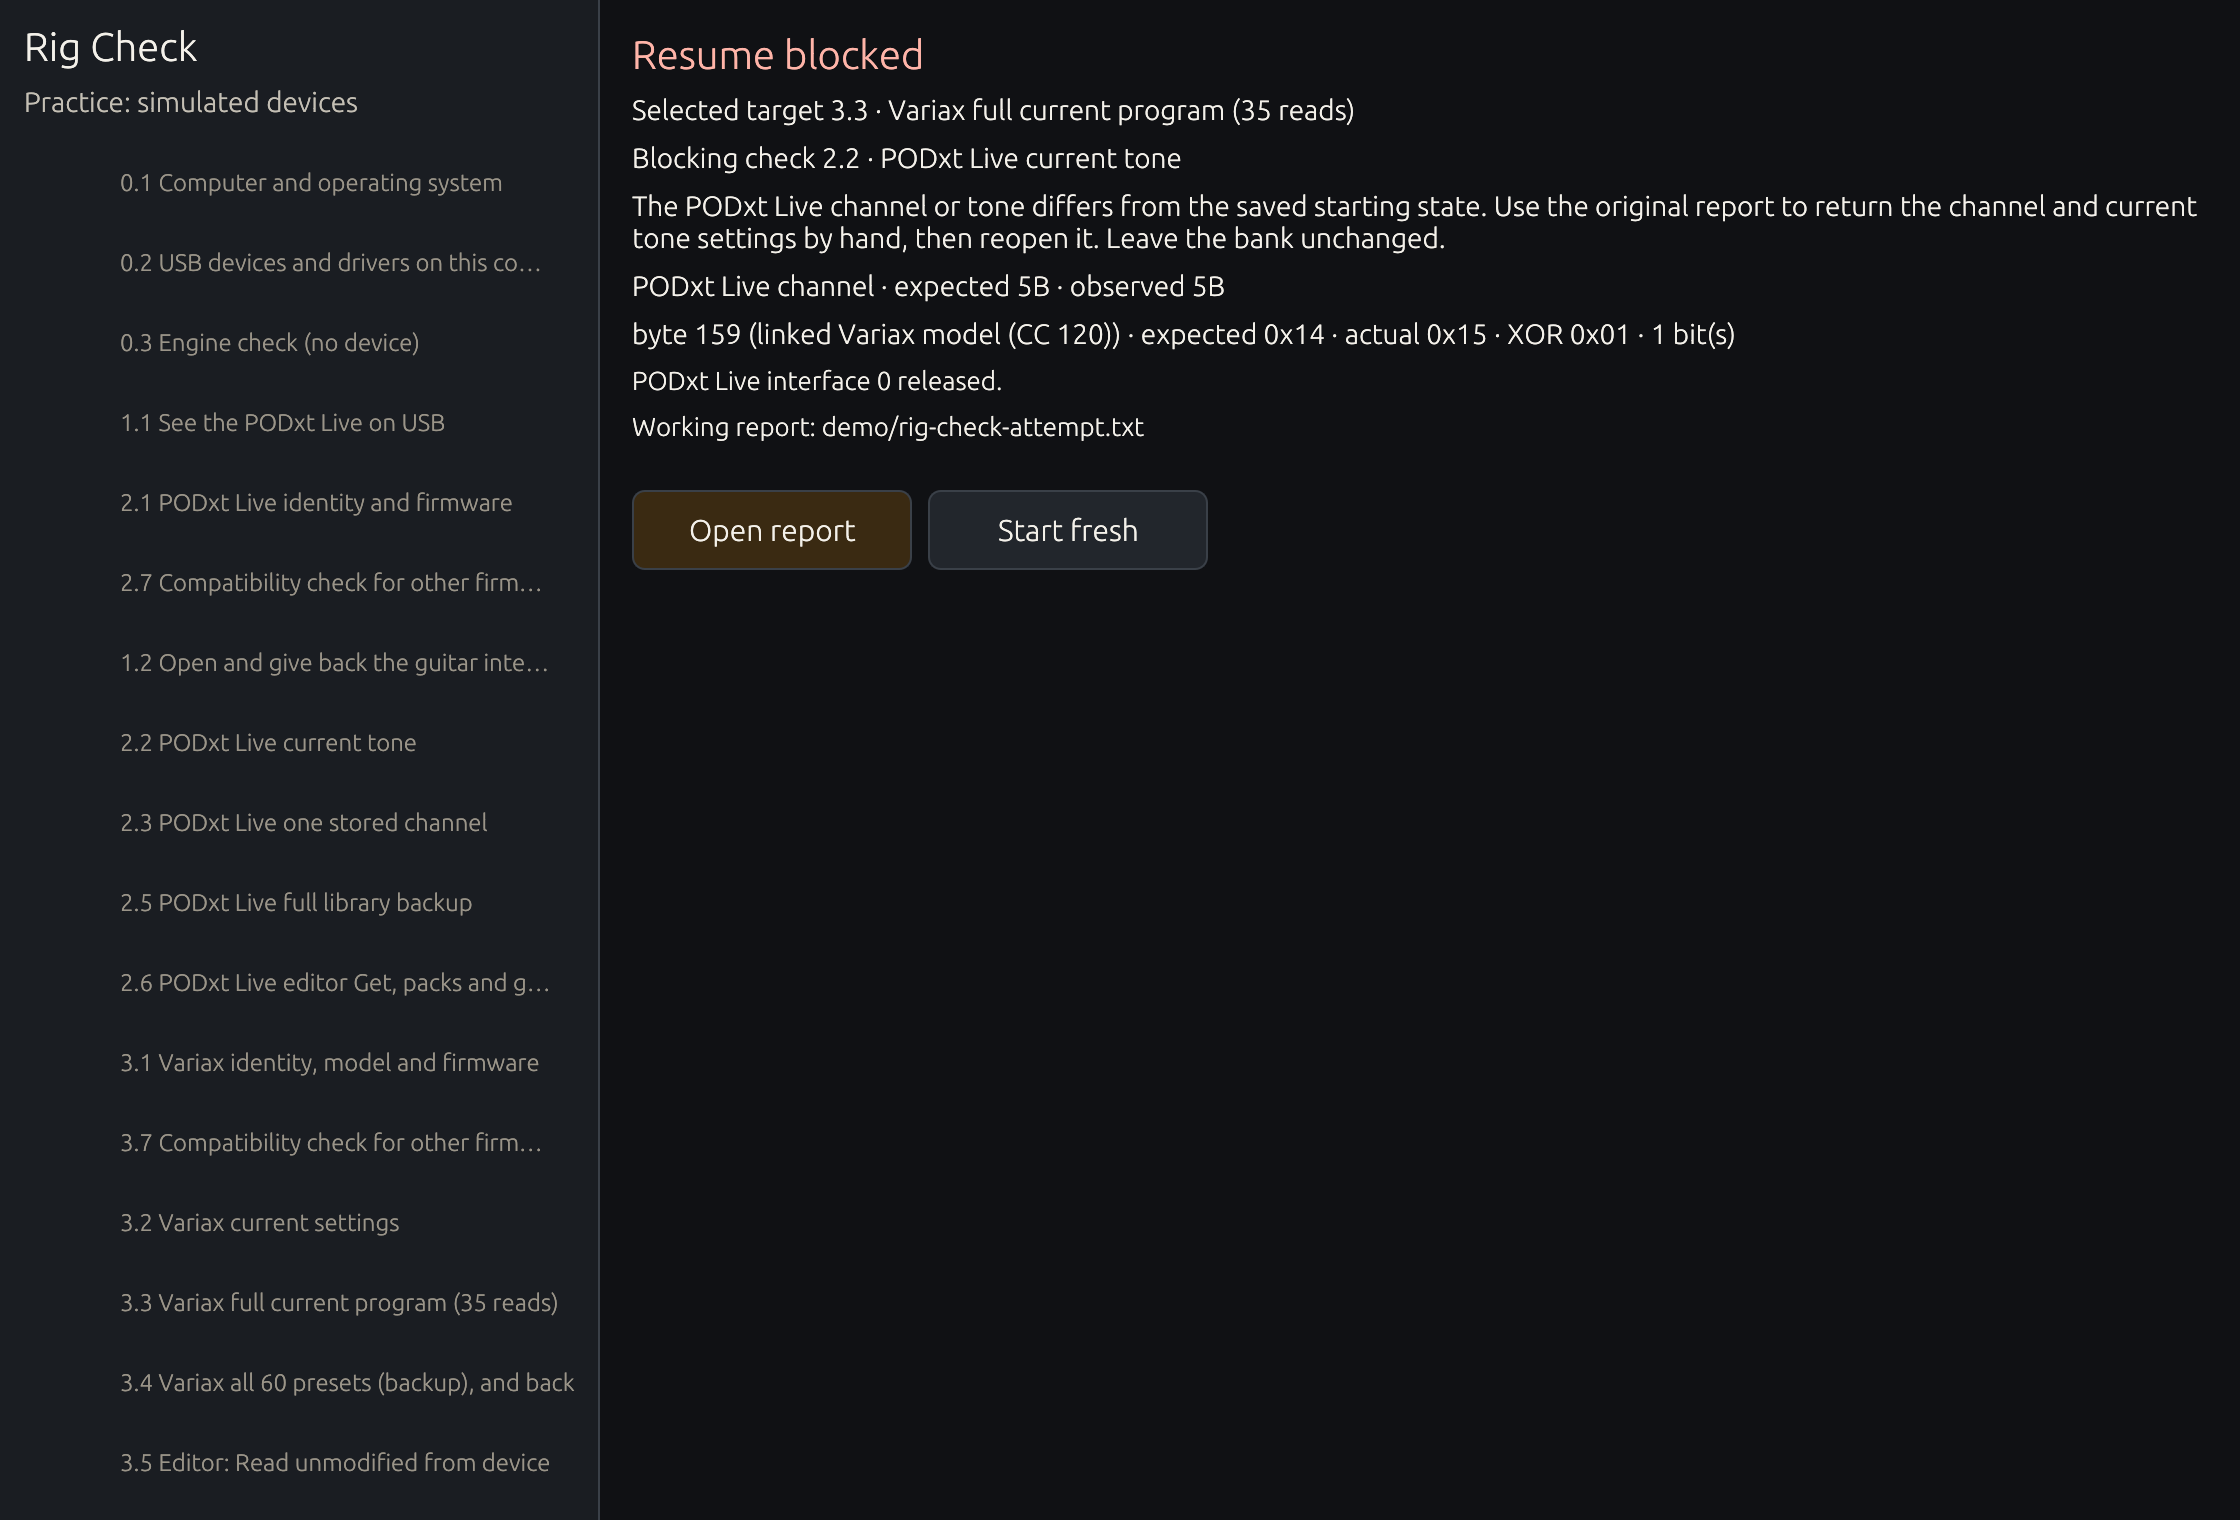 Rig Check
Practice: simulated devices
0.1 Computer and operating system
0.2 USB devices and drivers on this co…
0.3 Engine check (no device)
1.1 See the PODxt Live on USB
2.1 PODxt Live identity and firmware
2.7 Compatibility check for other firm…
1.2 Open and give back the guitar inte…
2.2 PODxt Live current tone
2.3 PODxt Live one stored channel
2.5 PODxt Live full library backup
2.6 PODxt Live editor Get, packs and g…
3.1 Variax identity, model and firmware
3.7 Compatibility check for other firm…
3.2 Variax current settings
3.3 Variax full current program (35 reads)
3.4 Variax all 60 presets (backup), and back
3.5 Editor: Read unmodified from device
Resume blocked
Selected target 3.3 · Variax full current program (35 reads)
Blocking check 2.2 · PODxt Live current tone
The PODxt Live channel or tone differs from the saved starting state. Use the original report to return the channel and current
tone settings by hand, then reopen it. Leave the bank unchanged.
PODxt Live channel · expected 5B · observed 5B
byte 159 (linked Variax model (CC 120)) · expected 0x14 · actual 0x15 · XOR 0x01 · 1 bit(s)
PODxt Live interface 0 released.
Working report: demo/rig-check-attempt.txt
Open report
Start fresh